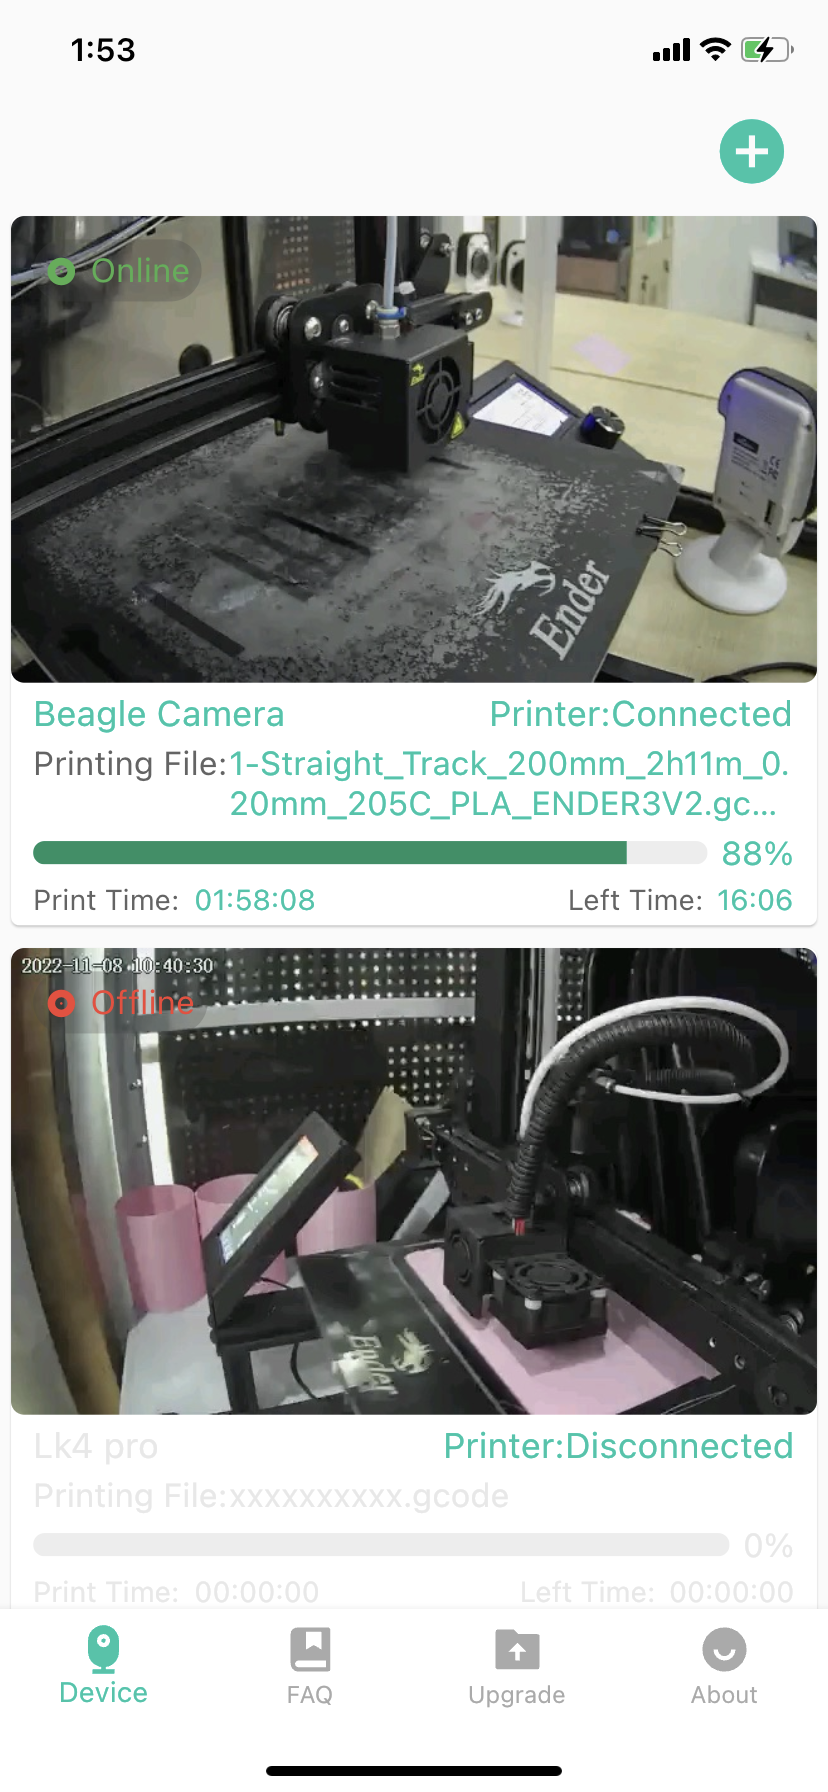 1:53
Online
Ender
Beagle Camera
Printer:Connected
Printing File:1-Straight_Track_200mm_2h11m_0.
20mm_205C_PLA_ENDER3V2.gc...
88%
Print Time: 01:58:08
Left Time: 16:06
2022-11-08 10:40:30
Offline
Ender
Lk4 pro
Printer:Disconnected
Printing File:xxxxxxxxxx.gcode
0%
Print Time: 00:00:00
Left Time: 00:00:00
Device
FAQ
Upgrade
About